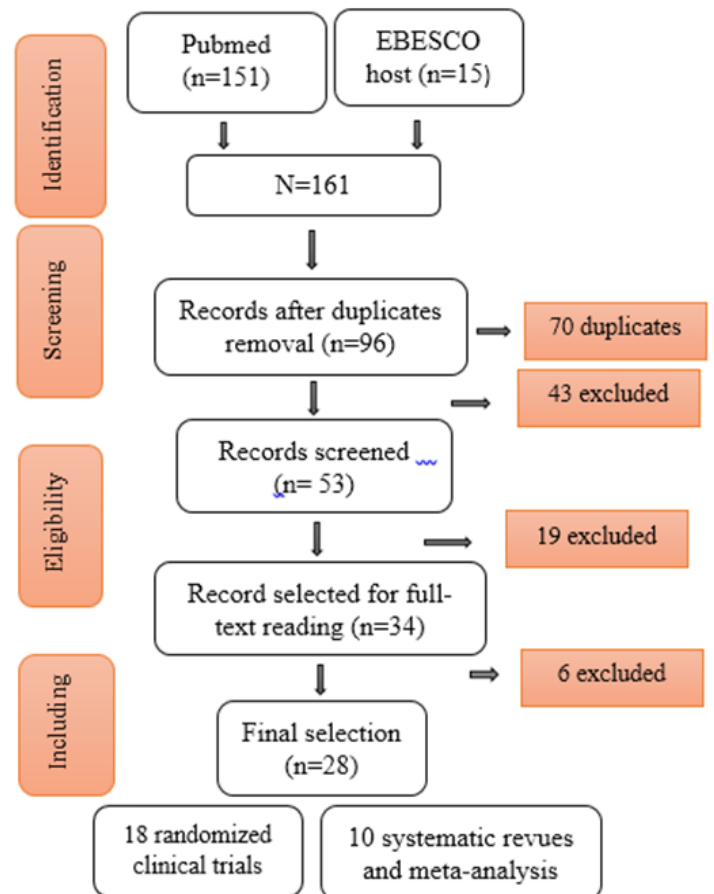 Identification
Pubmed
(n=151)
EBESCO
host (n=15)
N=161
Screening
Records after duplicates
removal (n=96)
70 duplicates
43 excluded
Records screened
(n= 53)
Eligibility
19 excluded
Record selected for full-
text reading (n=34)
6 excluded
Including
Final selection
(n=28)
18 randomized
clinical trials
10 systematic revues
and meta-analysis